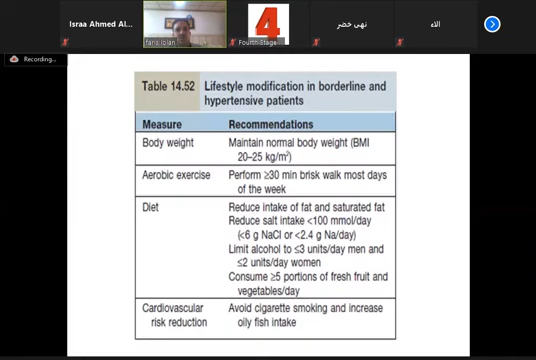 Israa Ahmed Al...
faris lolan
4
Fourth-Stage
نهى خضر
الاء
Recording...
Table 14.52 Lifestyle modification in borderline and
hypertensive patients
Measure Recommendations
Body weight Maintain normal body weight (BMI
20–25 kg/m²)
Aerobic exercise Perform ≥30 min brisk walk most days
of the week
Diet Reduce intake of fat and saturated fat
Reduce salt intake <100 mmol/day
(<6 g NaCl or <2.4 g Na/day)
Limit alcohol to ≤3 units/day men and
≤2 units/day women
Consume ≥5 portions of fresh fruit and
vegetables/day
Cardiovascular Avoid cigarette smoking and increase
risk reduction oily fish intake